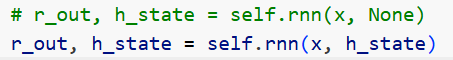 # r_out, h_state = self.rnn(x, None)
r_out, h_state = self.rnn(x, h_state)